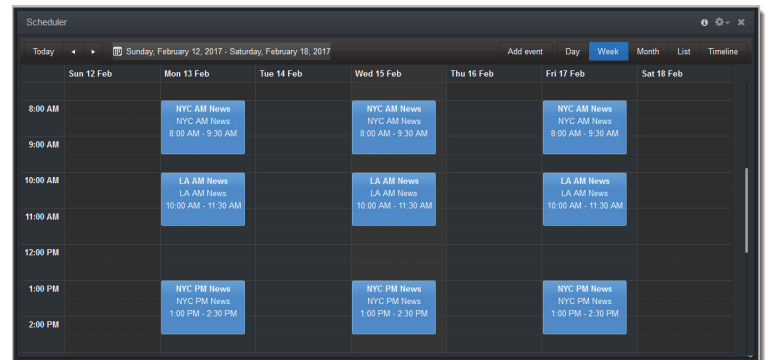 Scheduler
Today Sunday, February 12, 2017 - Saturday, February 18, 2017 Add event Day Week Month List Timeline
Sun 12 Feb Mon 13 Feb Tue 14 Feb Wed 15 Feb Thu 16 Feb Fri 17 Feb Sat 18 Feb
8:00 AM NYC AM News NYC AM News NYC AM News
NYC AM News NYC AM News NYC AM News
8:00 AM - 9:30 AM 8:00 AM - 9:30 AM 8:00 AM - 9:30 AM
9:00 AM
10:00 AM LA AM News LA AM News LA AM News
LA AM News LA AM News LA AM News
10:00 AM - 11:30 AM 10:00 AM - 11:30 AM 10:00 AM - 11:30 AM
11:00 AM
12:00 PM
1:00 PM NYC PM News NYC PM News NYC PM News
NYC PM News NYC PM News NYC PM News
1:00 PM - 2:30 PM 1:00 PM - 2:30 PM 1:00 PM - 2:30 PM
2:00 PM